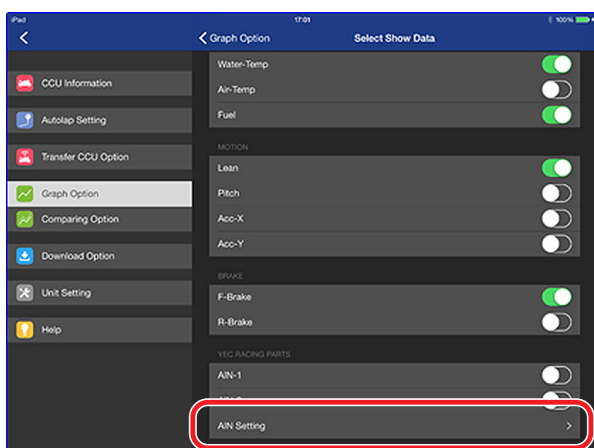 iPad 17:01 100%
Graph Option Select Show Data
CCU Information
Autolap Setting
Transfer CCU Option
Graph Option
Comparing Option
Download Option
Unit Setting
Help
Water-Temp
Air-Temp
Fuel
MOTION
Lean
Pitch
Acc-X
Acc-Y
BRAKE
F-Brake
R-Brake
YEC RACING PARTS
AIN-1
AIN Setting